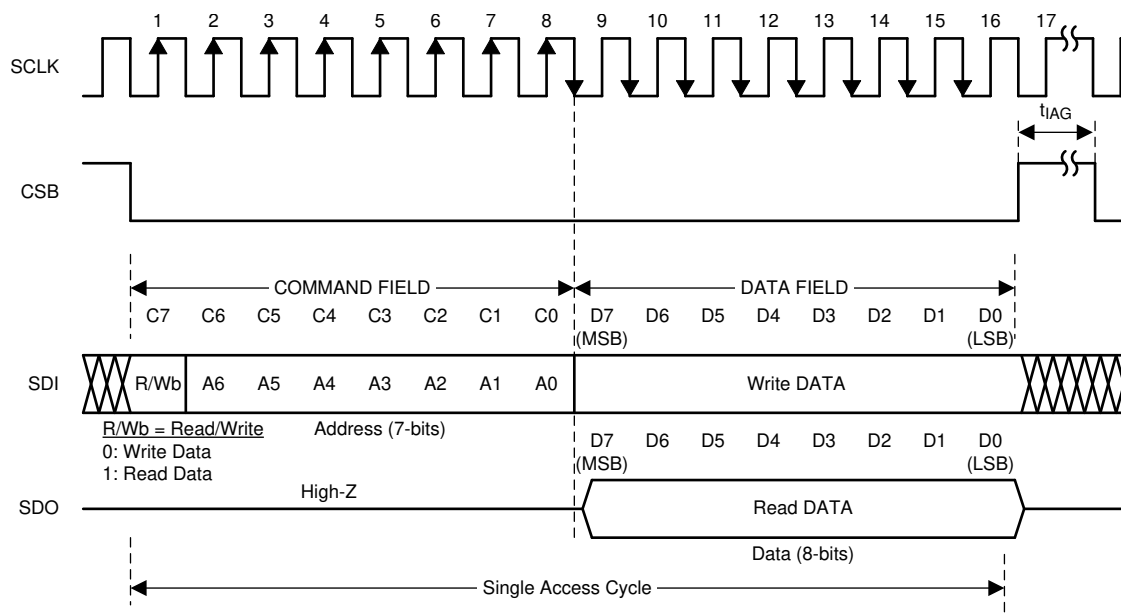 1 2 3 4 5 6 7 8 9 10 11 12 13 14 15 16 17
SCLK
tIAG
CSB
COMMAND FIELD DATA FIELD
C7 C6 C5 C4 C3 C2 C1 C0 D7 D6 D5 D4 D3 D2 D1 D0
(MSB) (LSB)
SDI R/Wb A6 A5 A4 A3 A2 A1 A0 Write DATA
R/Wb = Read/Write Address (7-bits)
0: Write Data
1: Read Data
D7 D6 D5 D4 D3 D2 D1 D0
(MSB) (LSB)
High-Z
SDO Read DATA
Data (8-bits)
Single Access Cycle